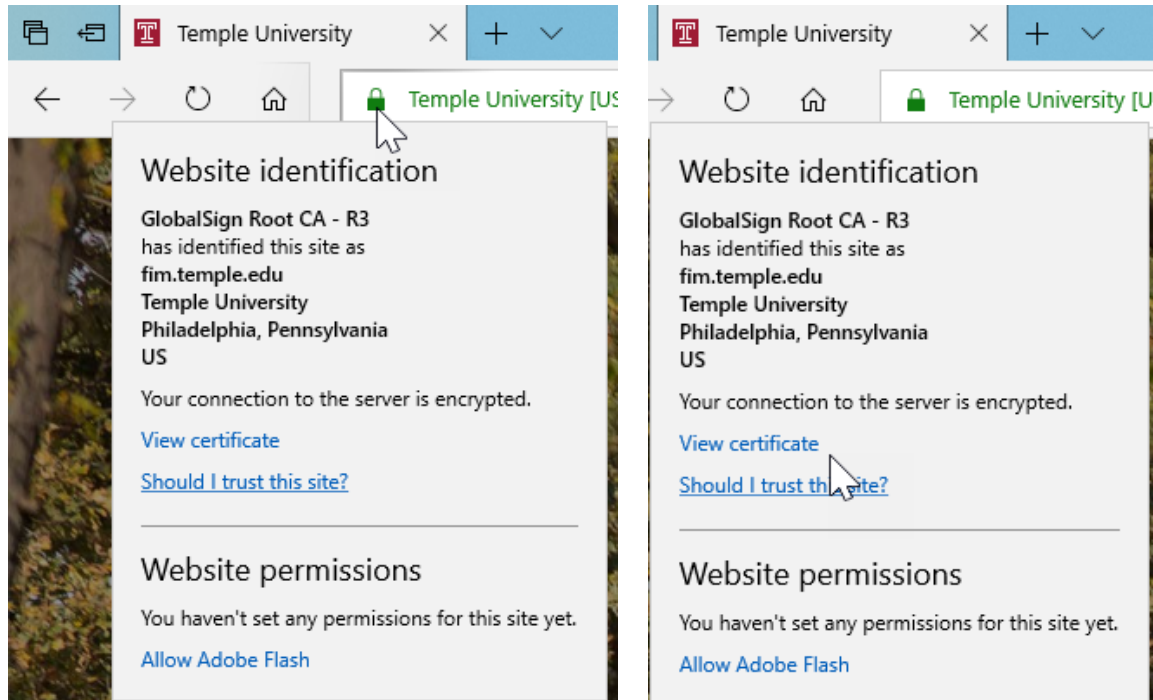 Temple University
Temple University [US
Website identification
GlobalSign Root CA - R3
has identified this site as
fim.temple.edu
Temple University
Philadelphia, Pennsylvania
US
Your connection to the server is encrypted.
View certificate
Should I trust this site?
Website permissions
You haven't set any permissions for this site yet.
Allow Adobe Flash
Temple University
Temple University [U
Website identification
GlobalSign Root CA - R3
has identified this site as
fim.temple.edu
Temple University
Philadelphia, Pennsylvania
US
Your connection to the server is encrypted.
View certificate
Should I trust this site?
Website permissions
You haven't set any permissions for this site yet.
Allow Adobe Flash